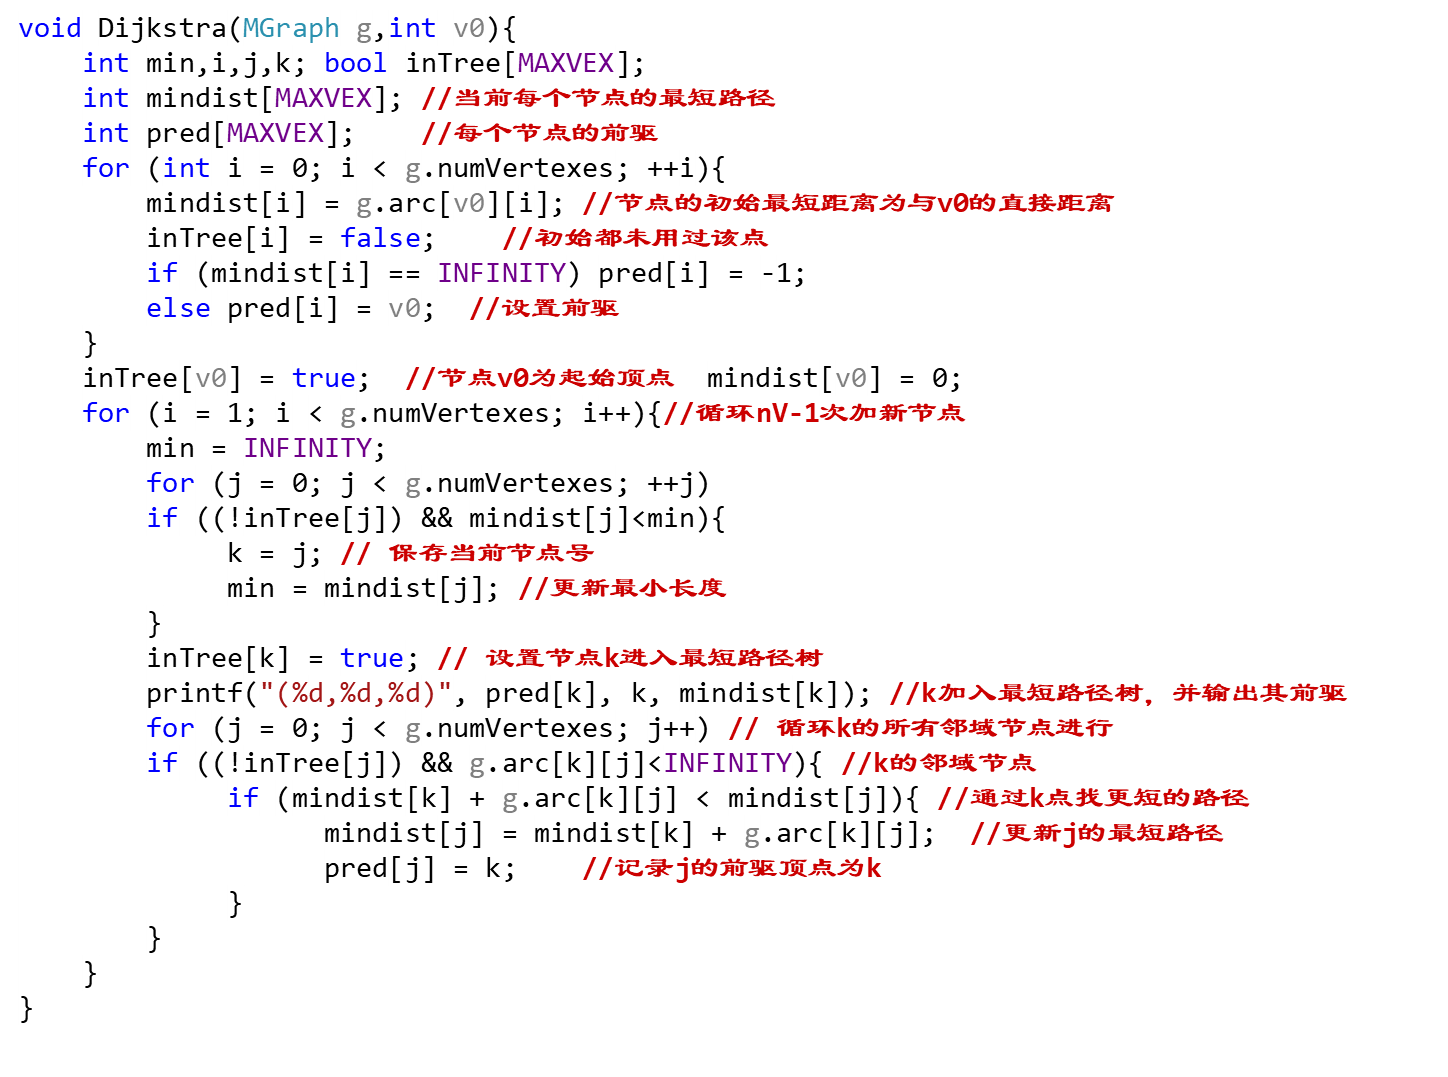 void Dijkstra(MGraph g,int v0){
    int min,i,j,k; bool inTree[MAXVEX];
    int mindist[MAXVEX]; //当前每个节点的最短路径
    int pred[MAXVEX];    //每个节点的前驱
    for (int i = 0; i < g.numVertexes; ++i){
        mindist[i] = g.arc[v0][i]; //节点的初始最短距离为与v0的直接距离
        inTree[i] = false;    //初始都未用过该点
        if (mindist[i] == INFINITY) pred[i] = -1;
        else pred[i] = v0;  //设置前驱
    }
    inTree[v0] = true;  //节点v0为起始顶点  mindist[v0] = 0;
    for (i = 1; i < g.numVertexes; i++){//循环nV-1次加新节点
        min = INFINITY;
        for (j = 0; j < g.numVertexes; ++j)
        if ((!inTree[j]) && mindist[j]<min){
             k = j; // 保存当前节点号
             min = mindist[j]; //更新最小长度
        }
        inTree[k] = true; // 设置节点k进入最短路径树
        printf("(%d,%d,%d)", pred[k], k, mindist[k]); //k加入最短路径树，并输出其前驱
        for (j = 0; j < g.numVertexes; j++) // 循环k的所有邻域节点进行
        if ((!inTree[j]) && g.arc[k][j]<INFINITY){ //k的邻域节点
             if (mindist[k] + g.arc[k][j] < mindist[j]){ //通过k点找更短的路径
                   mindist[j] = mindist[k] + g.arc[k][j];  //更新j的最短路径
                   pred[j] = k;    //记录j的前驱顶点为k
             }
        }
    }
}